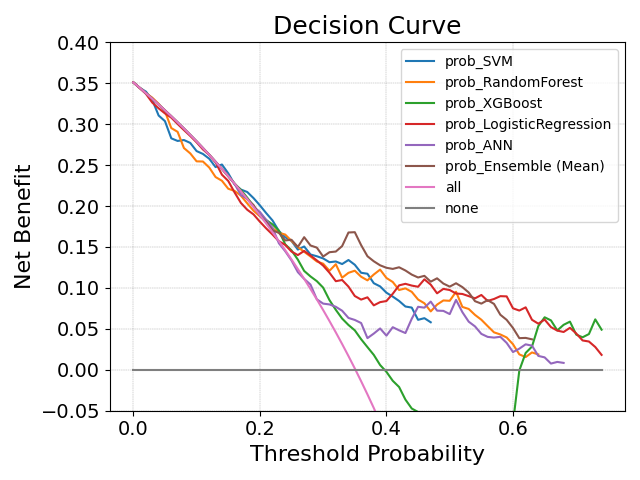 Decision Curve
0.40
0.35
0.30
0.25
0.20
0.15
0.10
0.05
0.00
−0.05
Net Benefit
prob_SVM
prob_RandomForest
prob_XGBoost
prob_LogisticRegression
prob_ANN
prob_Ensemble (Mean)
all
none
0.0 0.2 0.4 0.6
Threshold Probability